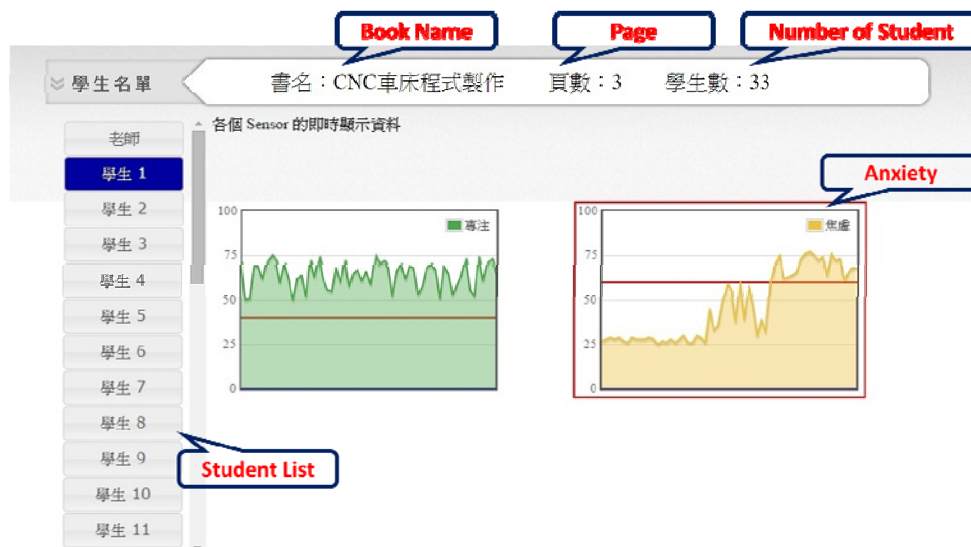 Book Name
Page
Number of Student
學生名單
書名：CNC車床程式製作 頁數：3 學生數：33
各個 Sensor 的即時顯示資料
老師
學生 1
學生 2
學生 3
學生 4
學生 5
學生 6
學生 7
學生 8
學生 9
學生 10
學生 11
Student List
Anxiety
100
75
50
25
0
專注
100
75
50
25
0
焦慮